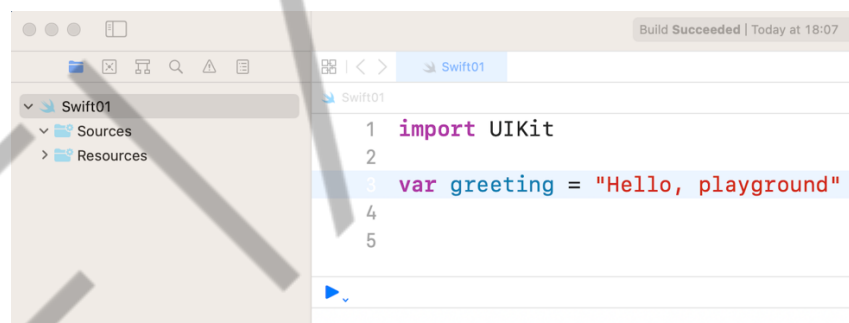 Build Succeeded | Today at 18:07
Swift01
Swift01
Swift01
Sources
Resources
1 import UIKit
2
3 var greeting = "Hello, playground"
4
5